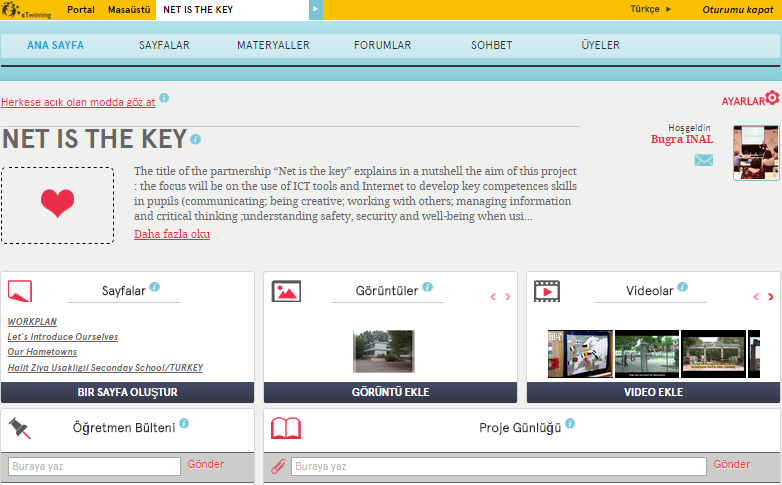 eTwinning Portal Masaüstü NET IS THE KEY Türkçe Oturumu kapat
ANA SAYFA SAYFALAR MATERYALLER FORUMLAR SOHBET ÜYELER
Herkese açık olan modda göz at
AYARLAR
Hoşgeldin
Bugra INAL
NET IS THE KEY
The title of the partnership “Net is the key” explains in a nutshell the aim of this project
: the focus will be on the use of ICT tools and Internet to develop key competences skills
in pupils (communicating; being creative; working with others; managing information
and critical thinking ;understanding safety, security and well-being when usi...
Daha fazla oku
Sayfalar
WORKPLAN
Let's Introduce Ourselves
Our Hometowns
Halit Ziya Usakligil Seconday School/TURKEY
BIR SAYFA OLUŞTUR
Görüntüler
GÖRÜNTÜ EKLE
Videolar
VIDEO EKLE
Öğretmen Bülteni
Buraya yaz
Gönder
Proje Günlüğü
Buraya yaz
Gönder